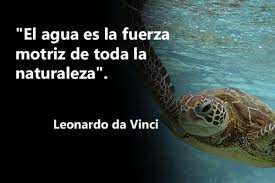 "El agua es la fuerza
motriz de toda la
naturaleza".
Leonardo da Vinci